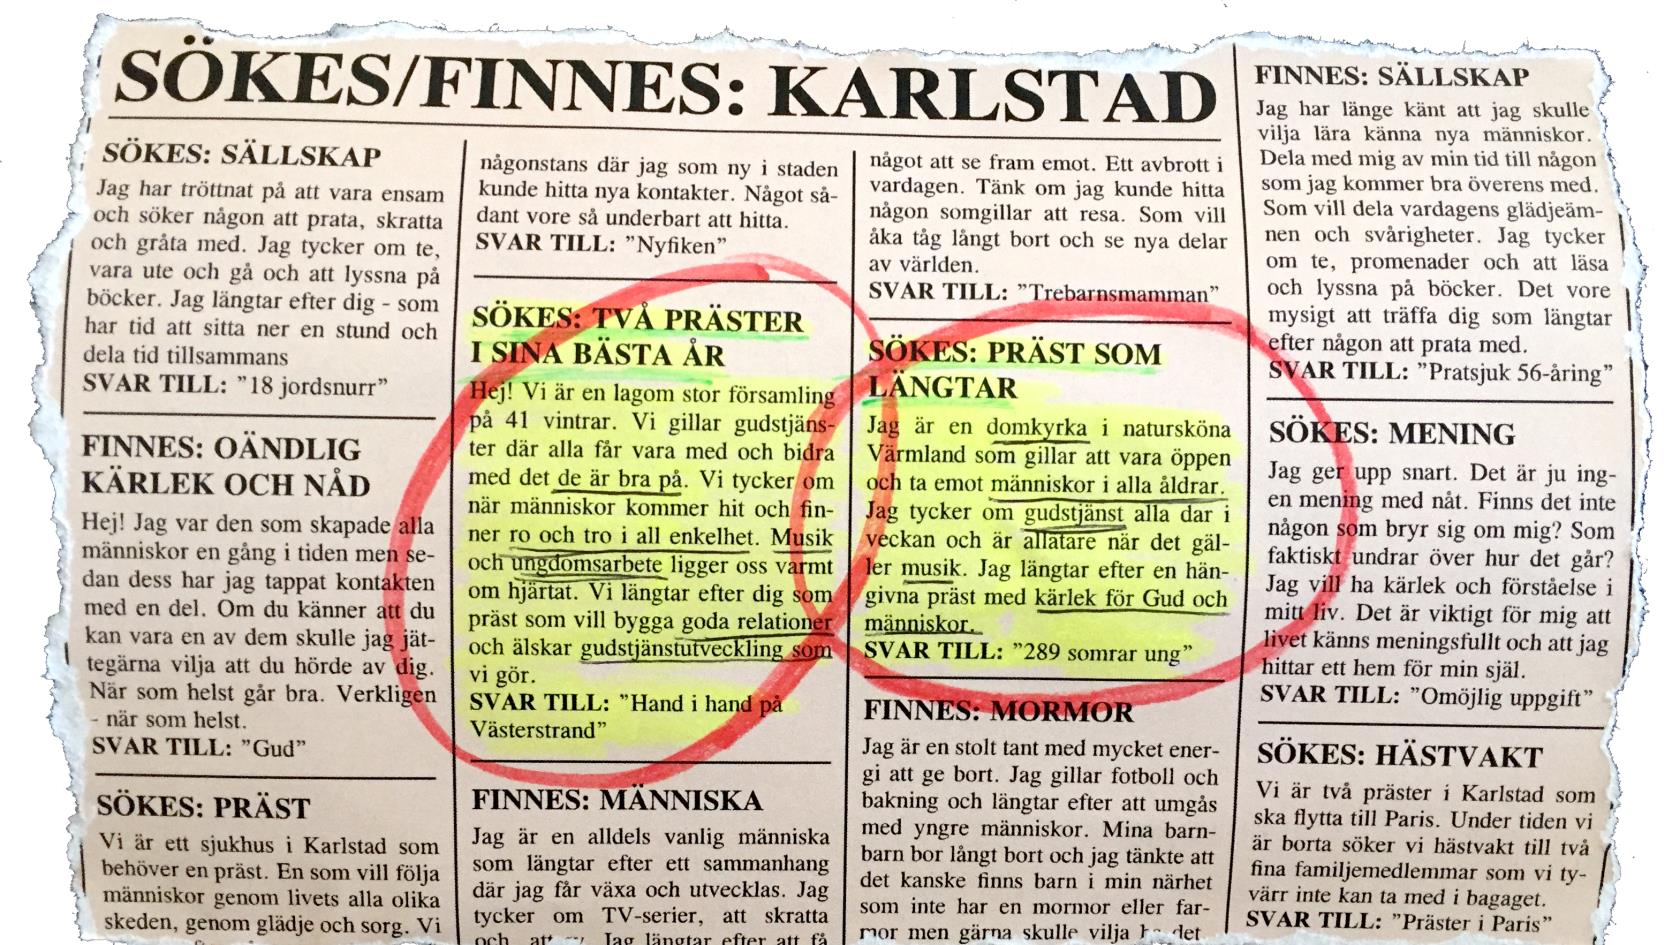 SÖKES/FINNES: KARLSTAD
SÖKES: SÄLLSKAP
Jag har tröttnat på att vara ensam
och söker någon att prata, skratta
och gråta med. Jag tycker om te,
vara ute och gå och att lyssna på
böcker. Jag längtar efter dig - som
har tid att sitta ner en stund och
dela tid tillsammans
SVAR TILL: ”18 jordsnurr”
FINNES: OÄNDLIG
KÄRLEK OCH NÅD
Hej! Jag var den som skapade alla
människor en gång i tiden men se-
dan dess har jag tappat kontakten
med en del. Om du känner att du
kan vara en av dem skulle jag jät-
tegärna vilja att du hörde av dig.
När som helst går bra. Verkligen
- när som helst.
SVAR TILL: ”Gud”
SÖKES: PRÄST
Vi är ett sjukhus i Karlstad som
behöver en präst. En som vill följa
människor genom livets alla olika
skeden, genom glädje och sorg. Vi
någonstans där jag som ny i staden
kunde hitta nya kontakter. Något så-
dant vore så underbart att hitta.
SVAR TILL: ”Nyfiken”
SÖKES: TVÅ PRÄSTER
I SINA BÄSTA ÅR
Hej! Vi är en lagom stor församling
på 41 vintrar. Vi gillar gudstjäns-
ter där alla får vara med och bidra
med det de är bra på. Vi tycker om
när människor kommer hit och fin-
ner ro och tro i all enkelhet. Musik
och ungdomsarbete ligger oss varmt
om hjärtat. Vi längtar efter dig som
präst som vill bygga goda relationer
och älskar gudstjänstutveckling som
vi gör.
SVAR TILL: ”Hand i hand på
Västerstrand”
FINNES: MÄNNISKA
Jag är en alldels vanlig människa
som längtar efter ett sammanhang
där jag får växa och utvecklas. Jag
tycker om TV-serier, att skratta
och att Jag längtar efter att få
något att se fram emot. Ett avbrott i
vardagen. Tänk om jag kunde hitta
någon somgillar att resa. Som vill
åka tåg långt bort och se nya delar
av världen.
SVAR TILL: ”Trebarnsmamman”
SÖKES: PRÄST SOM
LÄNGTAR
Jag är en domkyrka i natursköna
Värmland som gillar att vara öppen
och ta emot människor i alla åldrar.
Jag tycker om gudstjänst alla dar i
veckan och är allätare när det gäl-
ler musik. Jag längtar efter en hän-
givna präst med kärlek för Gud och
människor.
SVAR TILL: ”289 somrar ung”
FINNES: MORMOR
Jag är en stolt tant med mycket ener-
gi att ge bort. Jag gillar fotboll och
bakning och längtar efter att umgås
med yngre människor. Mina barn-
barn bor långt bort och jag tänkte att
det kanske finns barn i min närhet
som inte har en mormor eller far-
mor men gärna skulle vilja det.
FINNES: SÄLLSKAP
Jag har länge känt att jag skulle
vilja lära känna nya människor.
Dela med mig av min tid till någon
som jag kommer bra överens med.
Som vill dela vardagens glädjeäm-
nen och svårigheter. Jag tycker
om te, promenader och att läsa
och lyssna på böcker. Det vore
mysigt att träffa dig som längtar
efter någon att prata med.
SVAR TILL: ”Pratsjuk 56-åring”
SÖKES: MENING
Jag ger upp snart. Det är ju ing-
en mening med nåt. Finns det inte
någon som bryr sig om mig? Som
faktiskt undrar över hur det går?
Jag vill ha kärlek och förståelse i
mitt liv. Det är viktigt för mig att
livet känns meningsfullt och att jag
hittar ett hem för min själ.
SVAR TILL: ”Omöjlig uppgift”
SÖKES: HÄSTVAKT
Vi är två präster i Karlstad som
ska flytta till Paris. Under tiden vi
är borta söker vi hästvakt till två
fina familjemedlemmar som vi ty-
värr inte kan ta med i bagaget.
SVAR TILL: ”Präster i Paris”